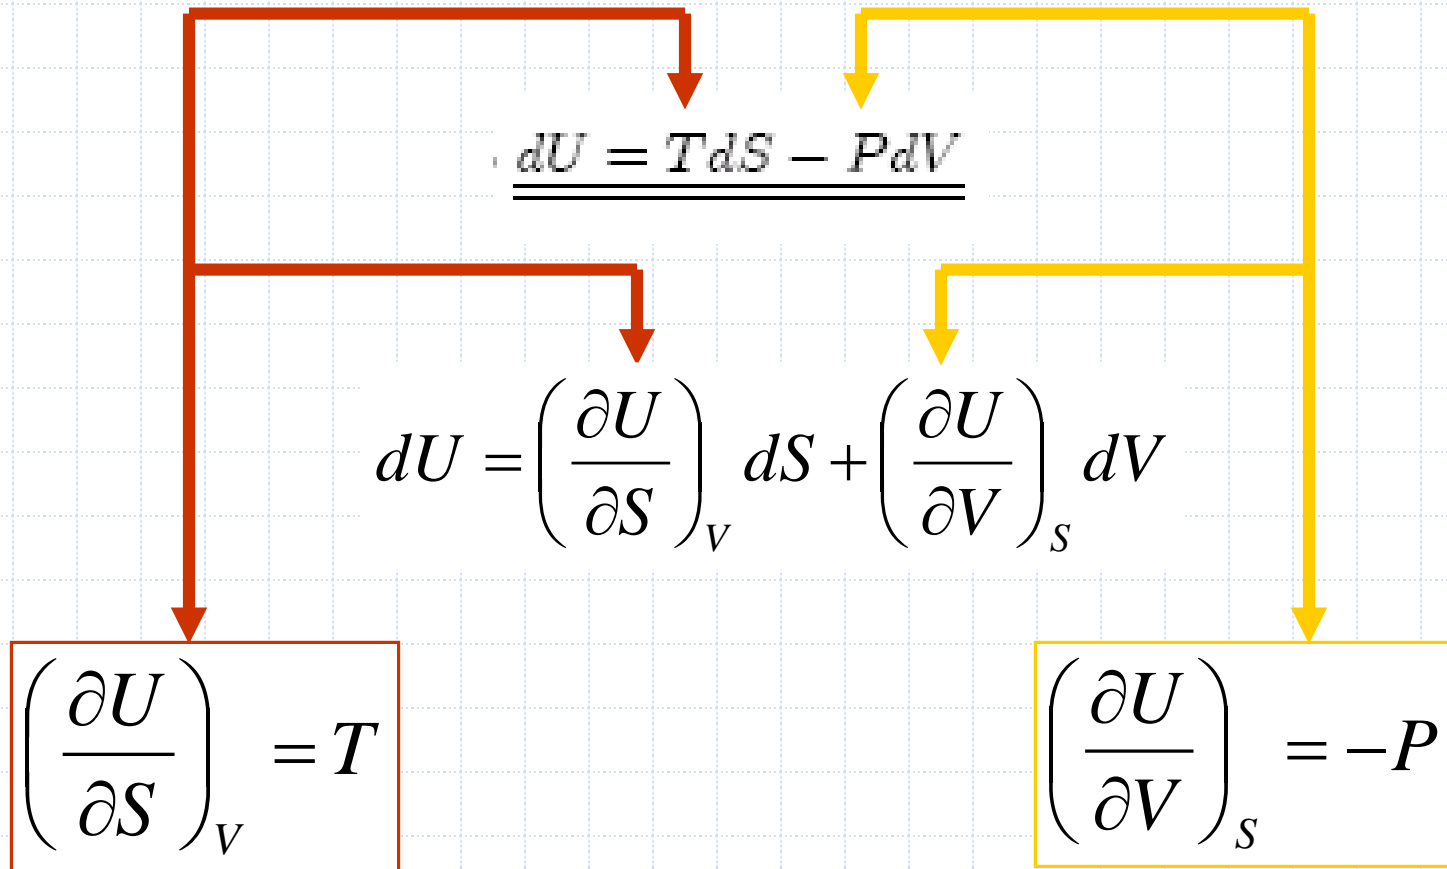 dU = TdS − PdV
dU = (∂U/∂S)_V dS + (∂U/∂V)_S dV
(∂U/∂S)_V = T
(∂U/∂V)_S = −P